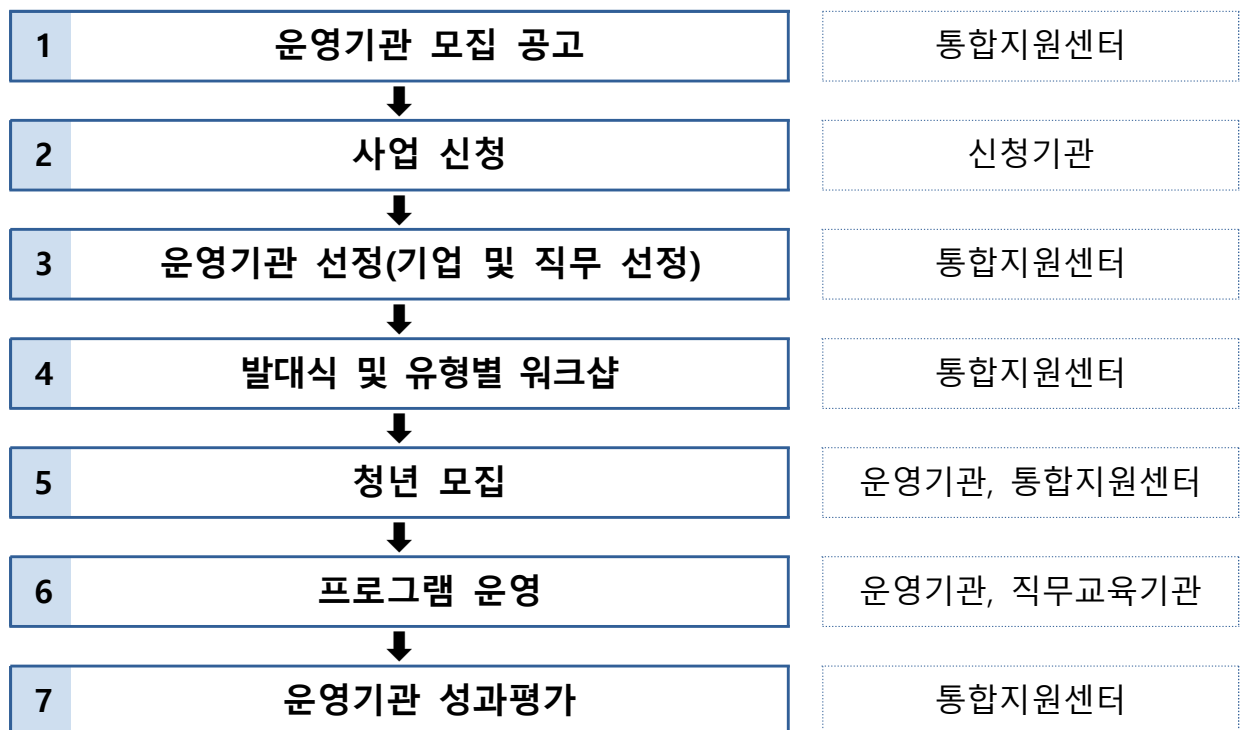 1 운영기관 모집 공고 통합지원센터
2 사업 신청 신청기관
3 운영기관 선정(기업 및 직무 선정) 통합지원센터
4 발대식 및 유형별 워크샵 통합지원센터
5 청년 모집 운영기관, 통합지원센터
6 프로그램 운영 운영기관, 직무교육기관
7 운영기관 성과평가 통합지원센터